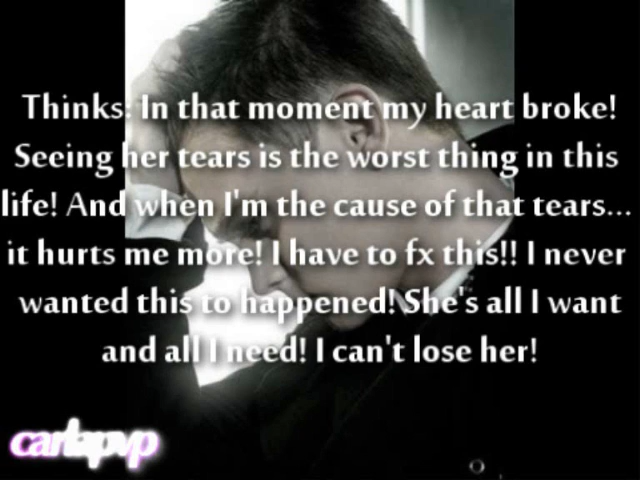 Thinks: In that moment my heart broke!
Seeing her tears is the worst thing in this
life! And when I'm the cause of that tears...
it hurts me more! I have to fx this!! I never
wanted this to happened! She's all I want
and all I need! I can't lose her!
carlapvp